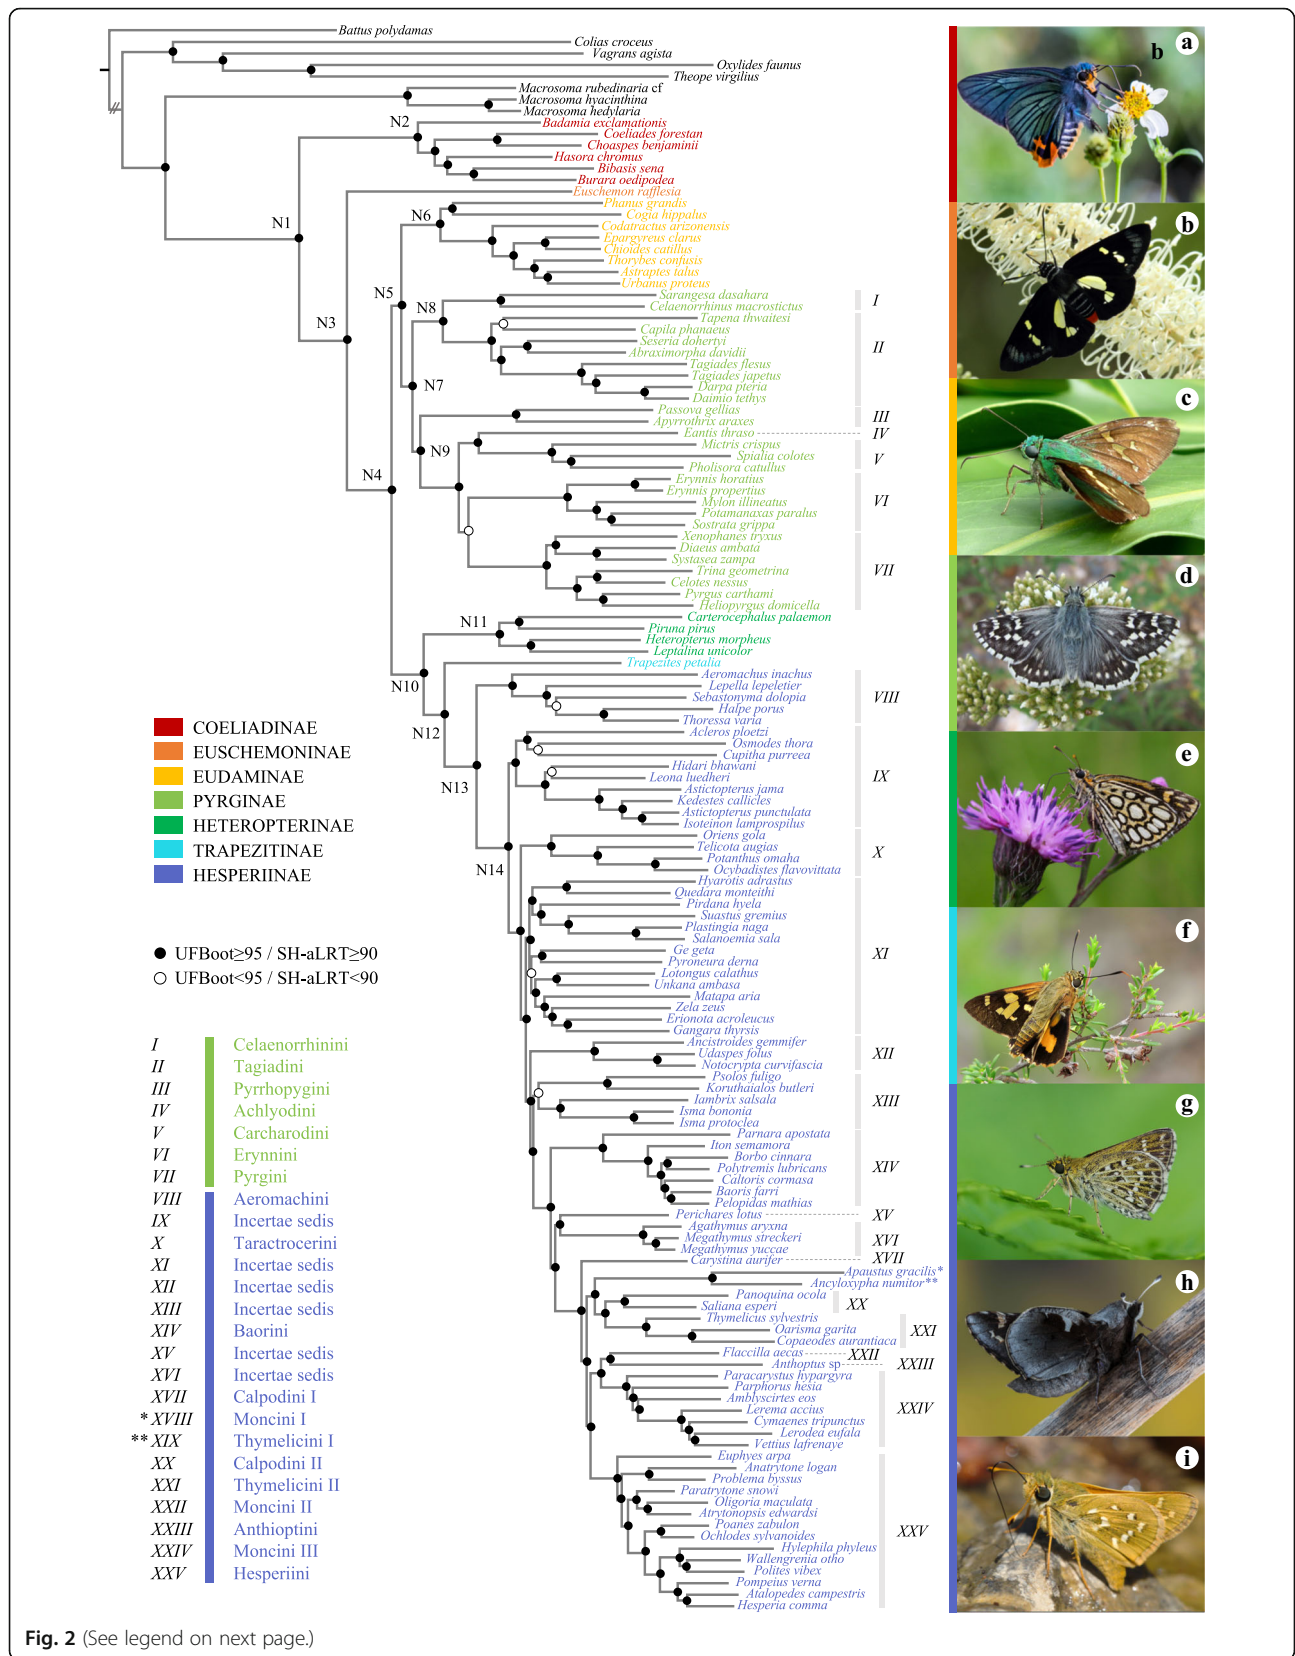 Battus polydamas
Colias croceus
Vagrans agista
Oxylides faunus
Theope virgilius
Macrosoma rubedinaria cf
Macrosoma hyacinthina
Macrosoma hedylaria
N2
Badamia exclamationis
Coeliades forestan
Choaspes benjaminii
Hasora chromus
Bibasis sena
Burara oedipodea
Euschemon rafflesia
N1
N6
Phanus grandis
Cogia hippalus
Codatractus arizonensis
Epargyreus clarus
Chioides catillus
Thorybes confusis
Astraptes talus
Urbanus proteus
N5
N8
N3
Sarangesa dasahara
Celaenorrhinus macrostictus
I
Tapena thwaitesi
Capila phanaeus
Seseria dohertyi
Abraximorpha davidii
Tagiades flesus
Tagiades japetus
Darpa pteria
Daimio tethys
II
N7
Passova gellias
Apyrrothrix araxes
III
N9
N4
Eantis thraso
IV
Mictris crispus
Spialia colotes
Pholisora catullus
V
Erynnis horatius
Erynnis propertius
Mylon illineatus
Potamanaxas paralus
Sostrata grippa
VI
Xenophanes tryxus
Diaeus ambata
Systasea zampa
Trina geometrina
Celotes nessus
Pyrgus carthami
Heliopyrgus domicella
VII
N11
Carterocephalus palaemon
Piruna pirus
Heteropterus morpheus
Leptalina unicolor
N10
Trapezites petalia
N12
Aeromachus inachus
Lepella lepeletier
Sebastonyma dolopia
Halpe porus
Thoressa varia
VIII
N13
Acleros ploetzi
Osmodes thora
Cupitha purreea
Hidari bhawani
Leona luedheri
Astictopterus jama
Kedestes callicles
Astictopterus punctulata
Isoteinon lamprospilus
IX
N14
Oriens gola
Telicota augias
Potanthus omaha
Ocybadistes flavovittata
X
Hyarotis adrastus
Quedara monteithi
Pirdana hyela
Suastus gremius
Plastingia naga
Salanoemia sala
Ge geta
Pyroneura derna
Lotongus calathus
Unkana ambasa
Matapa aria
Zela zeus
Erionota acroleucus
Gangara thyrsis
XI
Ancistroides gemmifer
Udaspes folus
Notocrypta curvifascia
XII
Psolos fuligo
Koruthaialos butleri
Iambrix salsala
Isma bononia
Isma protoclea
XIII
Parnara apostata
Iton semamora
Borbo cinnara
Polytremis lubricans
Caltoris cormasa
Baoris farri
Pelopidas mathias
XIV
Perichares lotus
XV
Agathymus aryxna
Megathymus streckeri
Megathymus yuccae
XVI
Carystina aurifer
XVII
Apaustus gracilis*
Ancyloxypha numitor**
Panoquina ocola
Saliana esperi
XX
Thymelicus sylvestris
Oarisma garita
Copaeodes aurantiaca
XXI
Flaccilla aecas
XXII
Anthoptus sp
XXIII
Paracarystus hypargyra
Parphorus hesia
Amblyscirtes eos
Lerema accius
Cymaenes tripunctus
Lerodea eufala
Vettius lafrenaye
XXIV
Euphyes arpa
Anatrytone logan
Problema byssus
Paratrytone snowi
Oligoria maculata
Atrytonopsis edwardsi
Poanes zabulon
Ochlodes sylvanoides
Hylephila phyleus
Wallengrenia otho
Polites vibex
Pompeius verna
Atalopedes campestris
Hesperia comma
XXV
COELIADINAE
EUSCHEMONINAE
EUDAMINAE
PYRGINAE
HETEROPTERINAE
TRAPEZITINAE
HESPERIINAE
UFBoot≥95 / SH-aLRT≥90
UFBoot<95 / SH-aLRT<90
I Celaenorrhinini
II Tagiadini
III Pyrrhopygini
IV Achlyodini
V Carcharodini
VI Erynnini
VII Pyrgini
VIII Aeromachini
IX Incertae sedis
X Taractrocerini
XI Incertae sedis
XII Incertae sedis
XIII Incertae sedis
XIV Baorini
XV Incertae sedis
XVI Incertae sedis
XVII Calpodini I
* XVIII Moncini I
** XIX Thymelicini I
XX Calpodini II
XXI Thymelicini II
XXII Moncini II
XXIII Anthioptini
XXIV Moncini III
XXV Hesperiini
b
a
b
c
d
e
f
g
h
i
Fig. 2 (See legend on next page.)